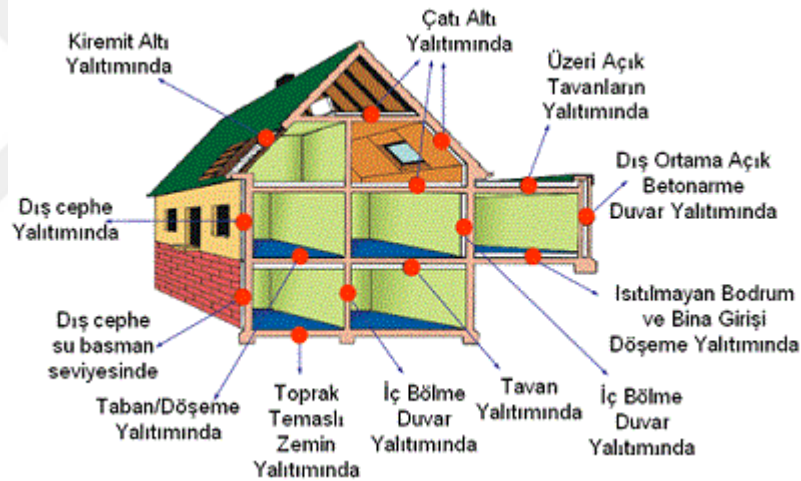 Kiremit Altı
Yalıtımında
Çatı Altı
Yalıtımında
Üzeri Açık
Tavanların
Yalıtımında
Dış Ortama Açık
Betonarme
Duvar Yalıtımında
Dış cephe
Yalıtımında
Isıtılmayan Bodrum
ve Bina Girişi
Döşeme Yalıtımında
Dış cephe
su basman
seviyesinde
Taban/Döşeme
Yalıtımında
Toprak
Temaslı
Zemin
Yalıtımında
İç Bölme
Duvar
Yalıtımında
Tavan
Yalıtımında
İç Bölme
Duvar
Yalıtımında